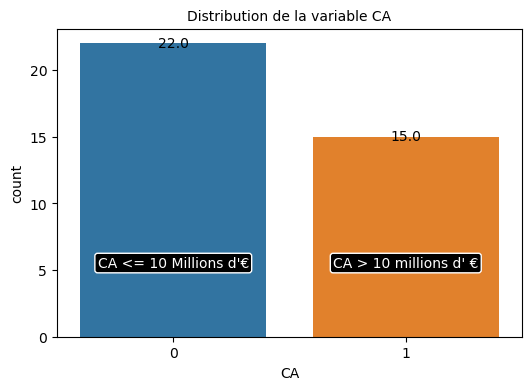 Distribution de la variable CA
22.0
15.0
20
15
10
5
0
count
CA <= 10 Millions d'€
CA > 10 millions d' €
0
1
CA